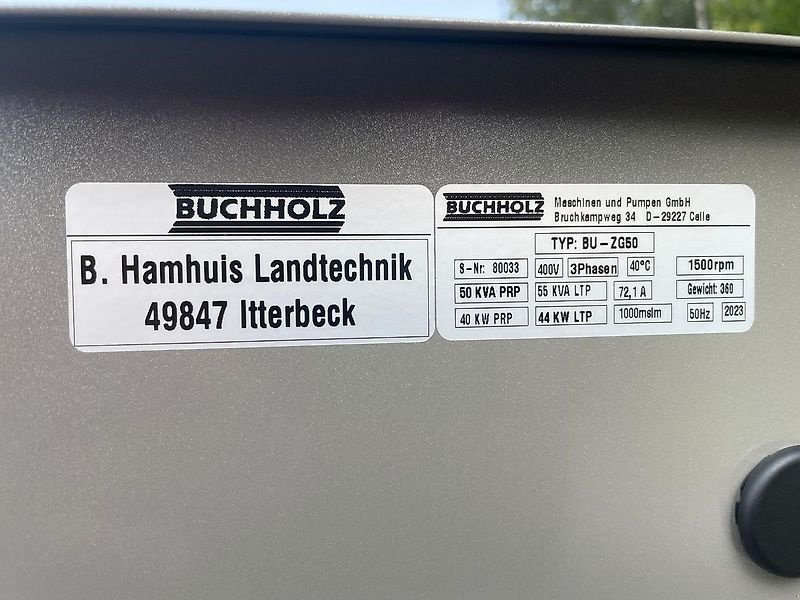 BUCHHOLZ
B. Hamhuis Landtechnik
49847 Itterbeck
BUCHHOLZ
Maschinen und Pumpen GmbH
Bruchkampweg 34 D-29227 Celle
TYP: BU-ZG50
S-Nr: 80033 400V 3Phasen 40°C 1500rpm
50 KVA PRP 55 KVA LTP 72,1 A Gewicht: 360
40 KW PRP 44 KW LTP 1000mslm 50Hz 2023